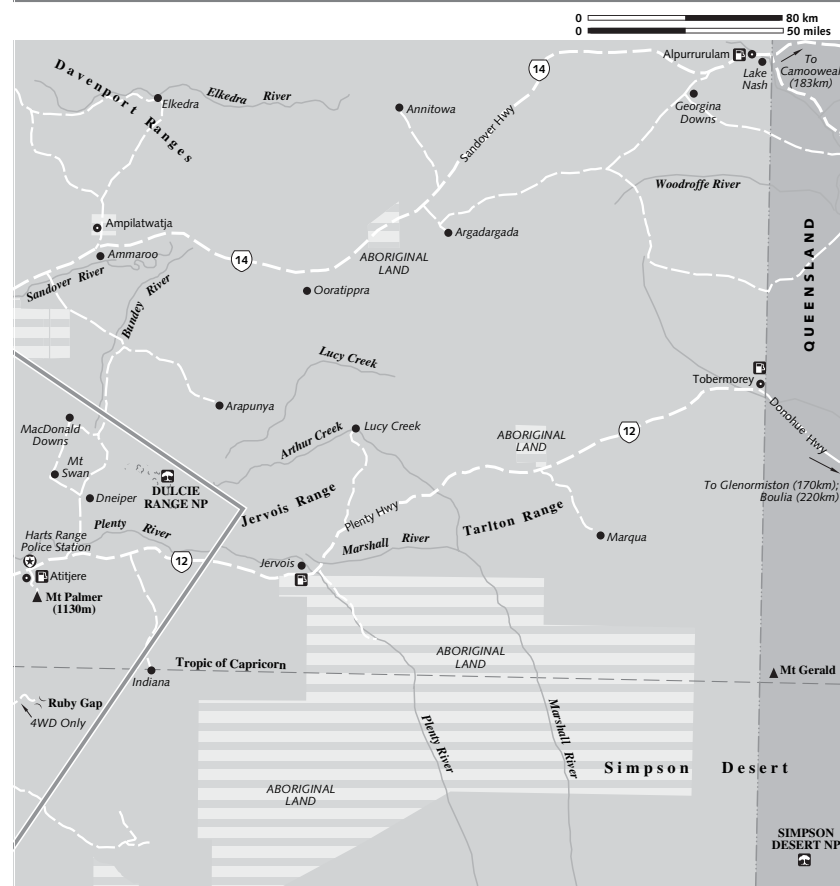 0 80 km
0 50 miles
Davenport Ranges
Elkedra
Elkedra River
14
Annitowa
Sandover Hwy
Alpurrurulam
Lake
Nash
To
Camooweal
(183km)
Georgina
Downs
Woodroffe River
QUEENSLAND
Ampilatwatja
Ammaroo
Sandover River
Bundey River
14
ABORIGINAL
LAND
Argadargada
Ooratippra
Lucy Creek
Arapunya
Arthur Creek
Lucy Creek
Tobermorey
Donohue Hwy
12
ABORIGINAL
LAND
To Glenormiston (170km);
Boulia (220km)
MacDonald
Downs
Mt
Swan
Dneiper
DULCIE
RANGE NP
Jervois Range
Plenty Hwy
Tarlton Range
Marqua
Plenty River
Harts Range
Police Station
Atitjere
12
Jervois
Marshall River
Mt Palmer
(1130m)
Tropic of Capricorn
Indiana
ABORIGINAL
LAND
Mt Gerald
Ruby Gap
4WD Only
Plenty River
Marshall River
Simpson Desert
ABORIGINAL
LAND
SIMPSON
DESERT NP